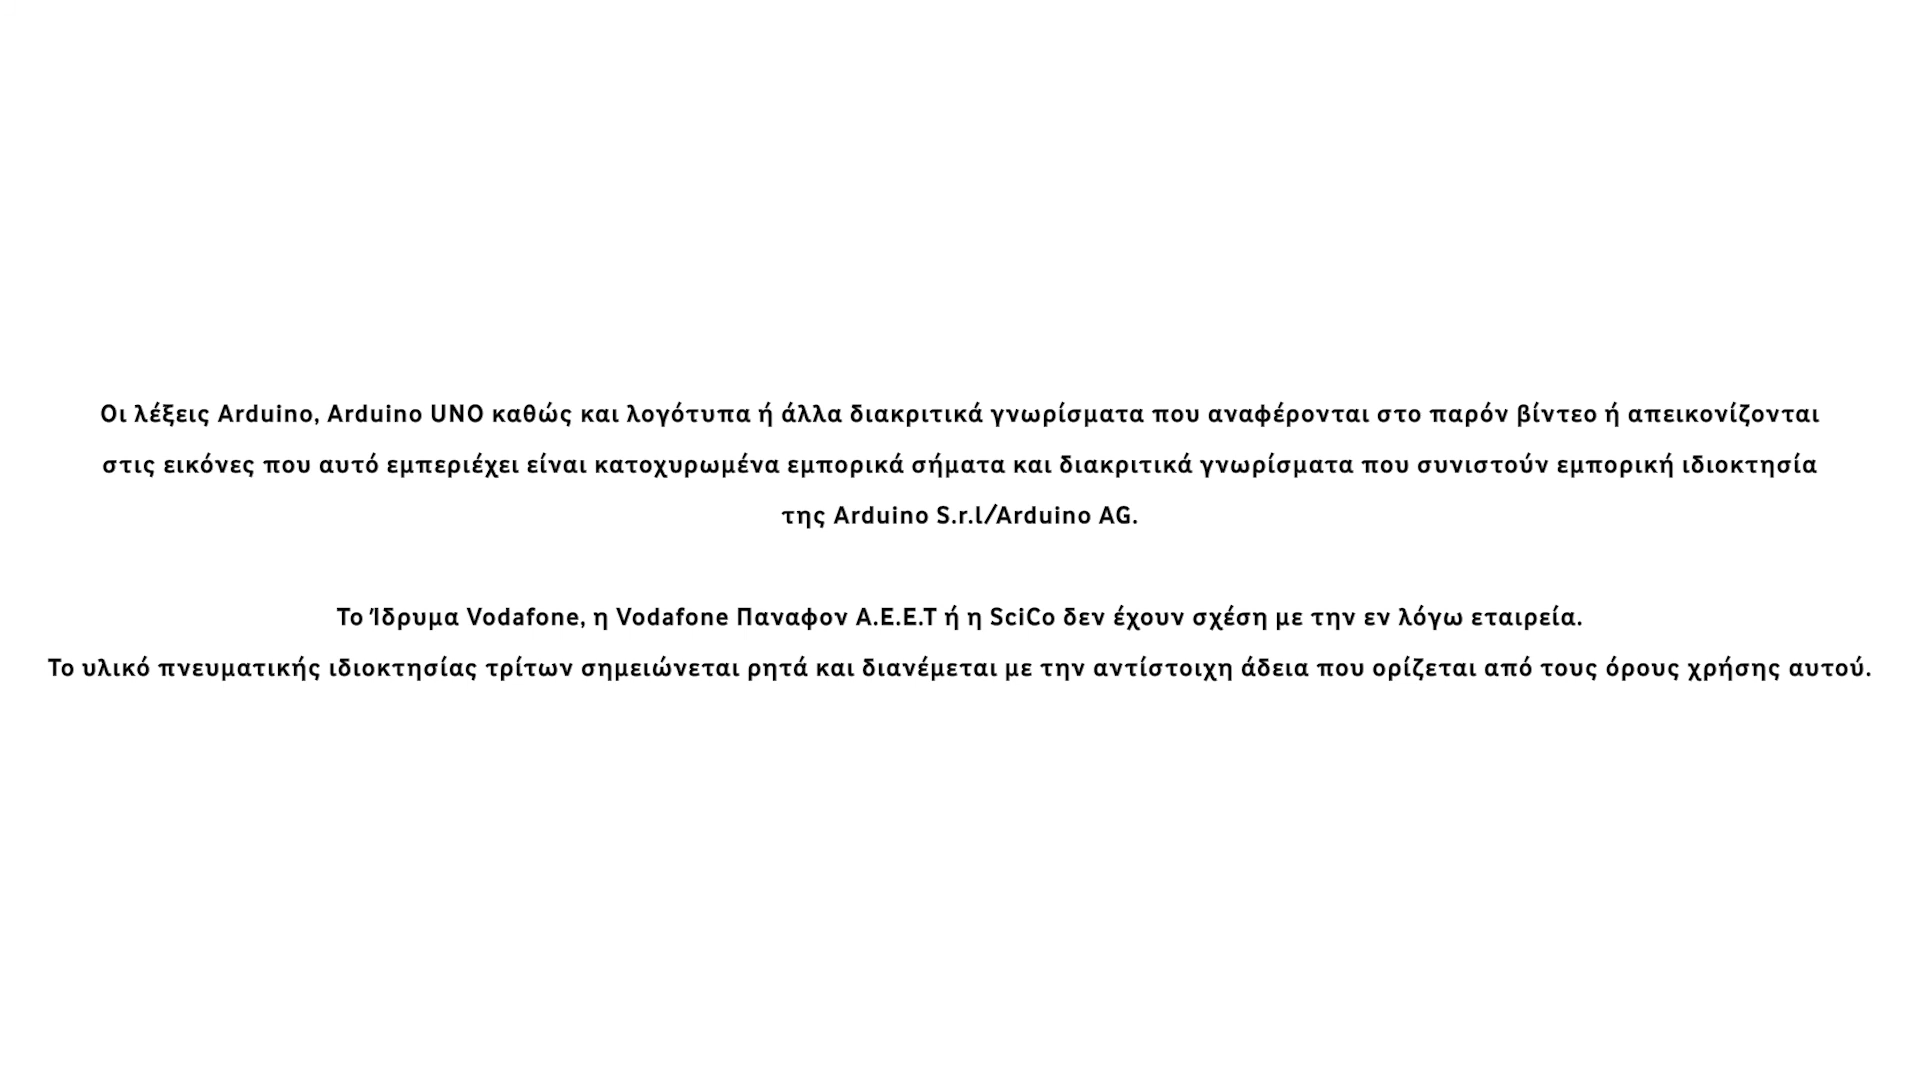 Οι λέξεις Arduino, Arduino UNO καθώς και λογότυπα ή άλλα διακριτικά γνωρίσματα που αναφέρονται στο παρόν βίντεο ή απεικονίζονται
στις εικόνες που αυτό εμπεριέχει είναι κατοχυρωμένα εμπορικά σήματα και διακριτικά γνωρίσματα που συνιστούν εμπορική ιδιοκτησία
της Arduino S.r.l/Arduino AG.
Το Ίδρυμα Vodafone, η Vodafone Παναφον Α.Ε.Ε.Τ ή η SciCo δεν έχουν σχέση με την εν λόγω εταιρεία.
Το υλικό πνευματικής ιδιοκτησίας τρίτων σημειώνεται ρητά και διανέμεται με την αντίστοιχη άδεια που ορίζεται από τους όρους χρήσης αυτού.